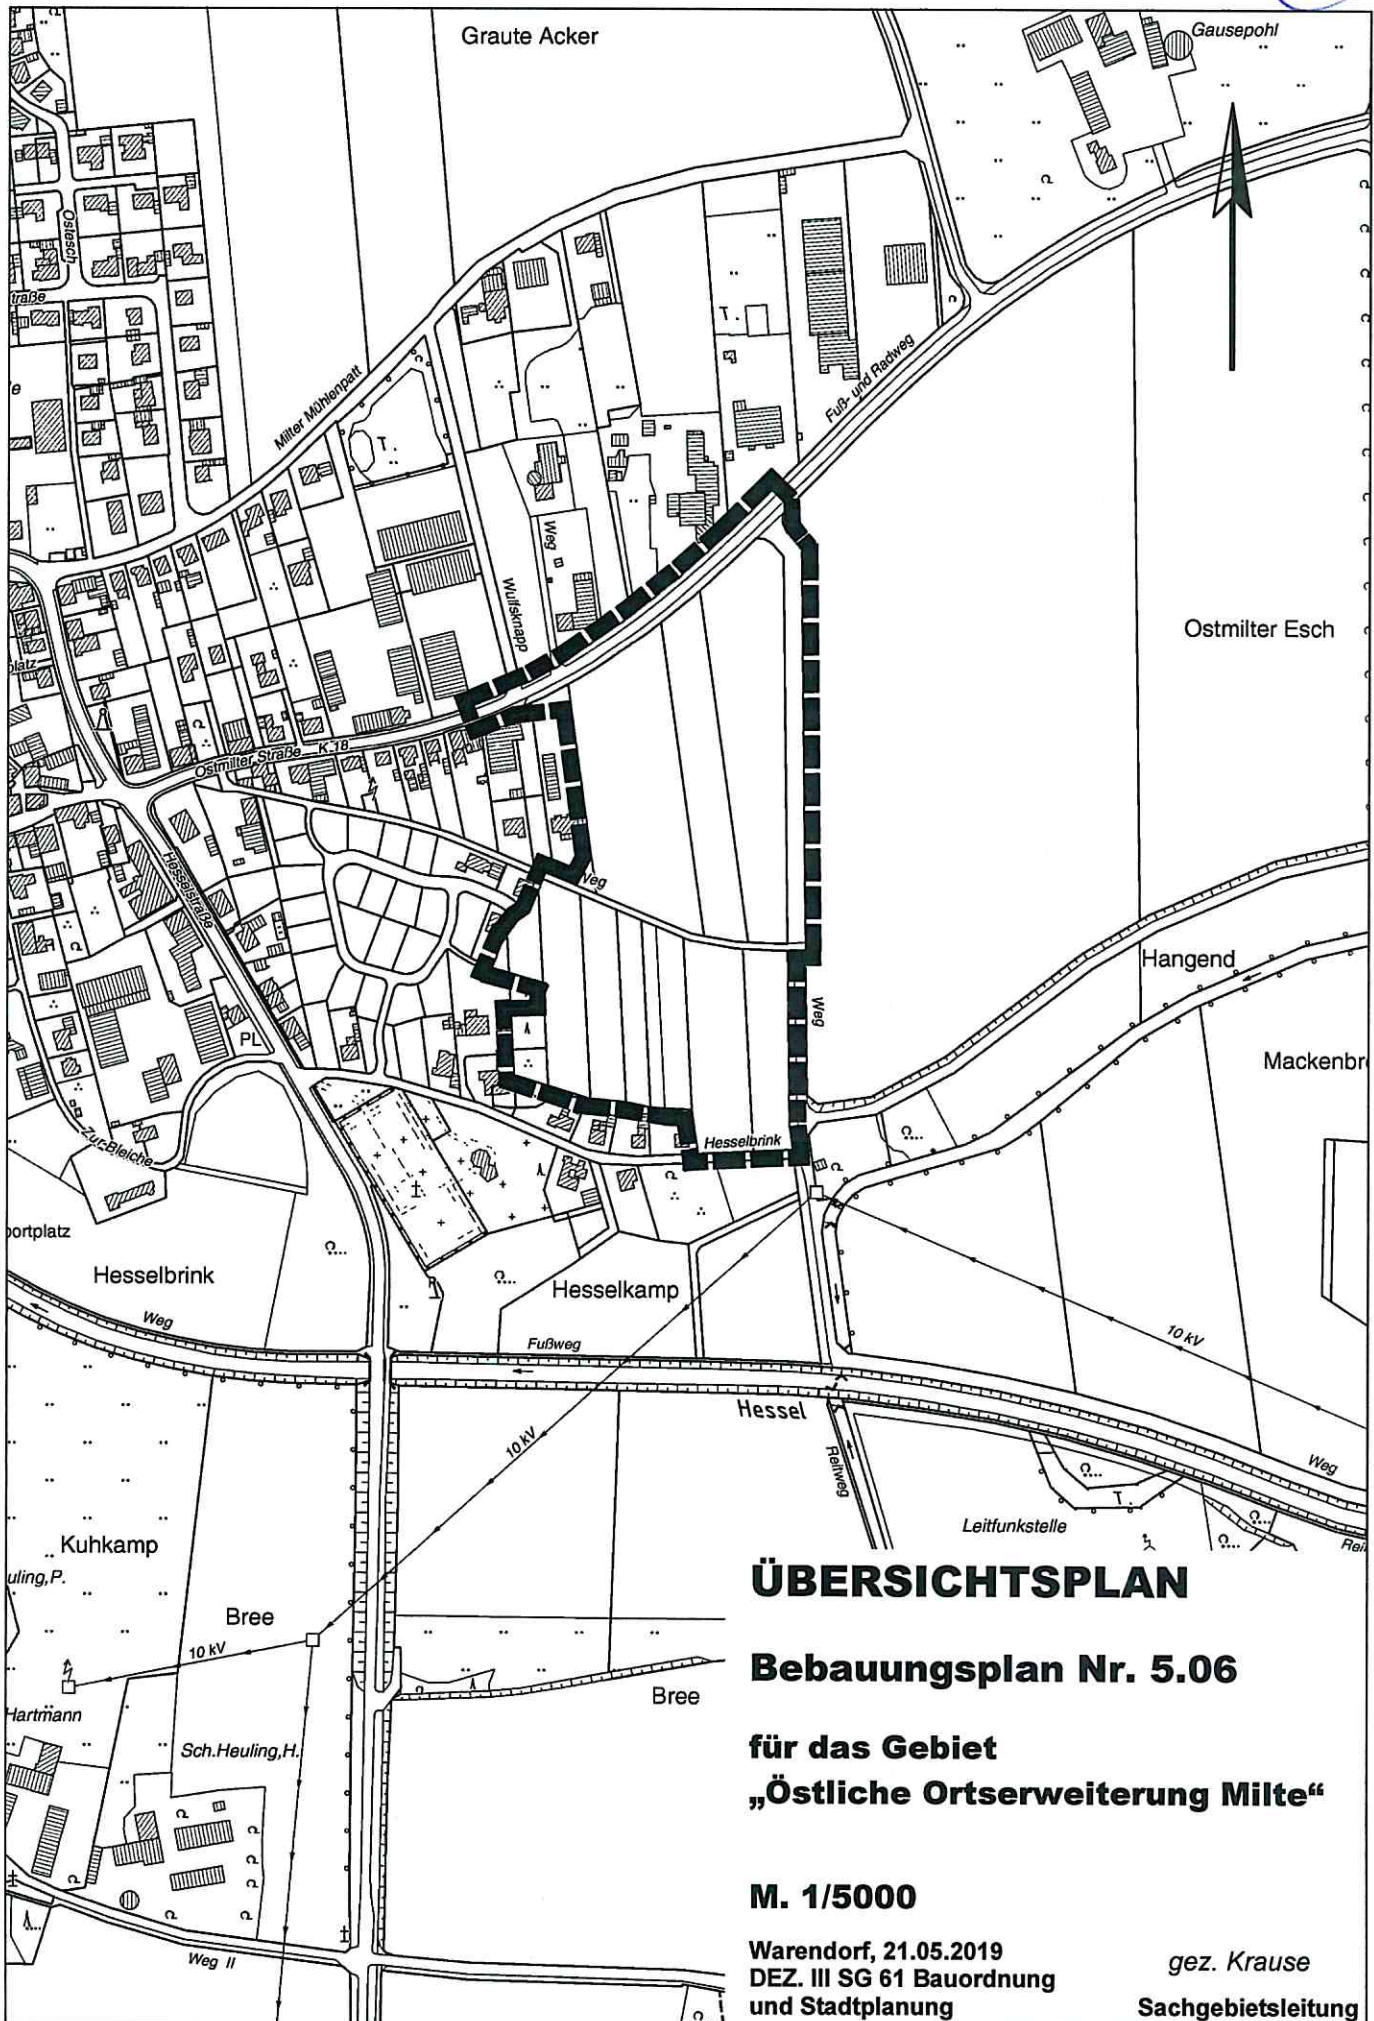 Graute Acker
Gausepohl
Ostesch
traße
Milter Mühlenpatt
Fuß- und Radweg
T.
T.
Weg
Wulfsknapp
Ostmilter Esch
platz
Ostmilter Straße K 18
Hesselstraße
Weg
Hangend
Weg
PL
Mackenbr
Zur Bleiche
Hesselbrink
portplatz
Hesselbrink
Hesselkamp
Weg
Fußweg
10 kV
Hessel
10 kV
Reitweg
Weg
T.
Leitfunkstelle
Rei
Kuhkamp
uling,P.
Bree
10 kV
Bree
Hartmann
Sch.Heuling,H.
Weg II
ÜBERSICHTSPLAN
Bebauungsplan Nr. 5.06
für das Gebiet
„Östliche Ortserweiterung Milte“
M. 1/5000
Warendorf, 21.05.2019
DEZ. III SG 61 Bauordnung
und Stadtplanung
gez. Krause
Sachgebietsleitung